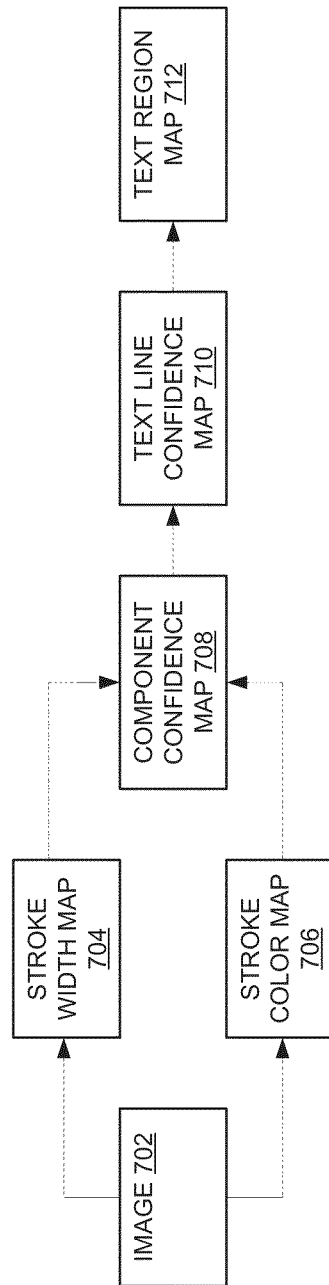 IMAGE 702
STROKE
WIDTH MAP
704
STROKE
COLOR MAP
706
COMPONENT
CONFIDENCE
MAP 708
TEXT LINE
CONFIDENCE
MAP 710
TEXT REGION
MAP 712